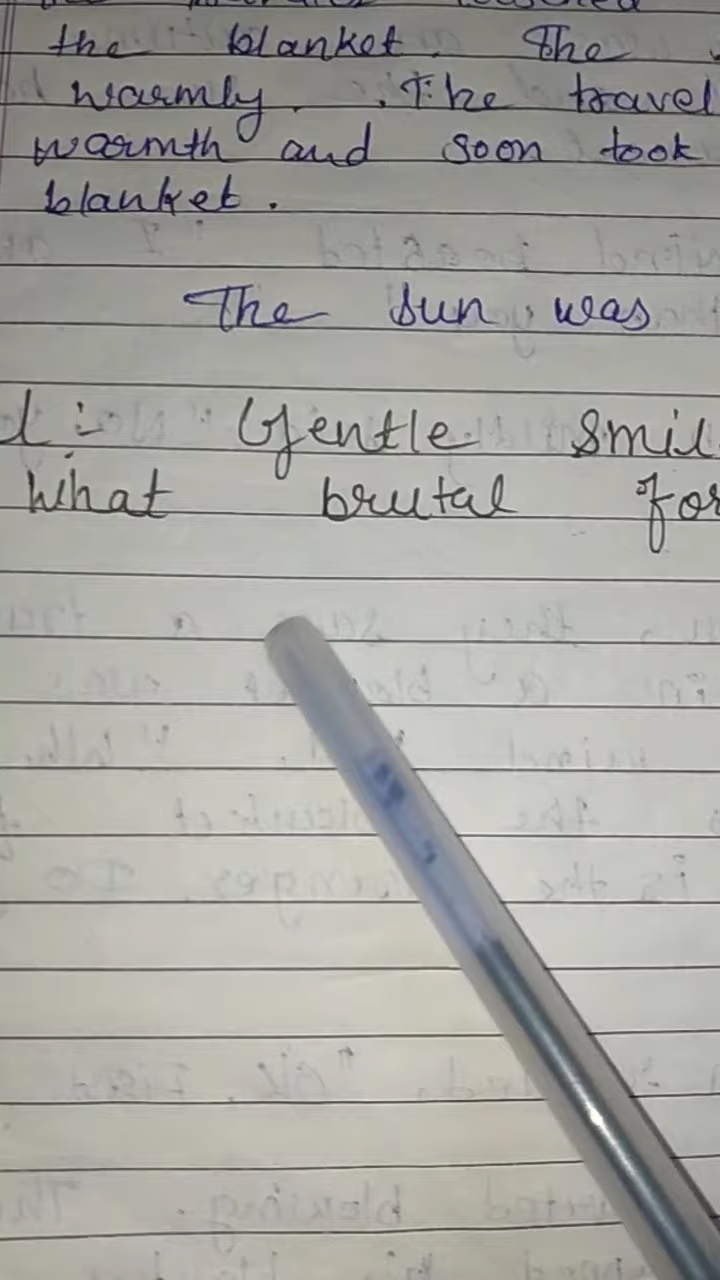 the blanket. The
warmly. The travel
warmth and soon took
blanket.
The sun was
l :- Gentle smil
What brutal for